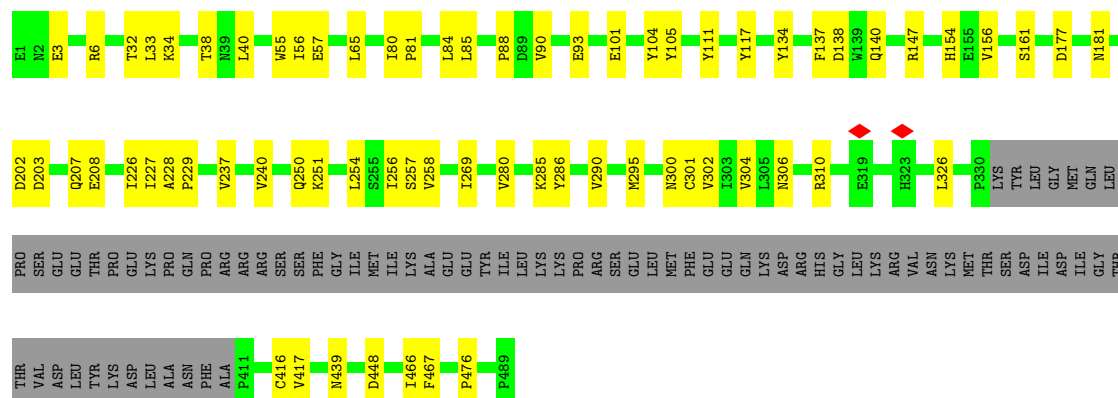 E1 N2 E3 R6 T32 L33 K34 T38 N39 L40 W55 I56 E57 L65 I80 P81 L84 L85 P88 D89 V90 E93 E101 Y104 Y105 Y111 Y117 Y134 F137 D138 W139 Q140 R147 H154 E155 V156 S161 D177 N181
D202 D203 Q207 E208 I226 I227 A228 P229 V237 V240 Q250 K251 L254 S255 I256 S257 V258 I269 V280 K285 Y286 V290 M295 N300 C301 V302 I303 V304 L305 N306 R310 E319 H323 L326 P330 LYS TYR LEU GLY MET GLN LEU
PRO SER GLU GLU THR PRO GLU LYS PRO GLN PRO ARG ARG ARG SER SER PHE GLY ILE MET ILE LYS ALA GLU GLU TYR ILE LEU LYS LYS PRO ARG SER GLU LEU MET PHE GLU GLU GLN LYS ASP ARG HIS GLY LEU LYS ARG VAL ASN LYS MET THR SER ASP ILE ASP ILE GLY THR
THR VAL ASP LEU TYR LYS ASP LEU ALA ASN PHE ALA P411 C416 V417 N439 D448 I466 F467 P476 P489